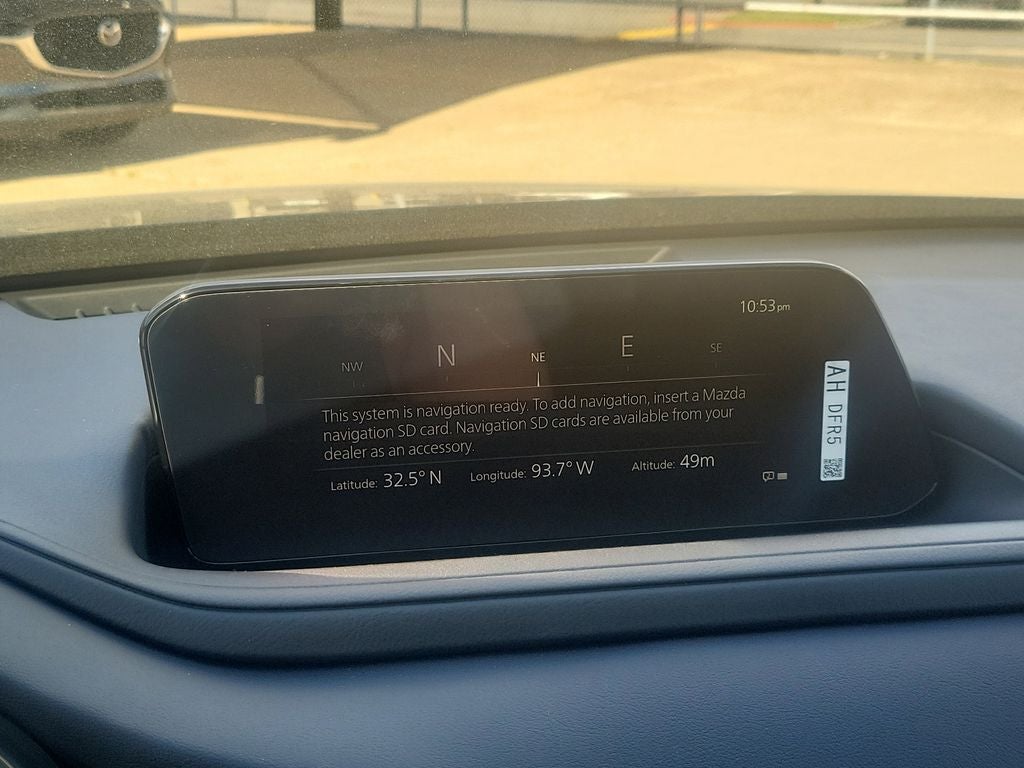 10:53pm
NW N NE E SE
This system is navigation ready. To add navigation, insert a Mazda
navigation SD card. Navigation SD cards are available from your
dealer as an accessory.
Latitude: 32.5° N Longitude: 93.7° W Altitude: 49m
AH DFR5